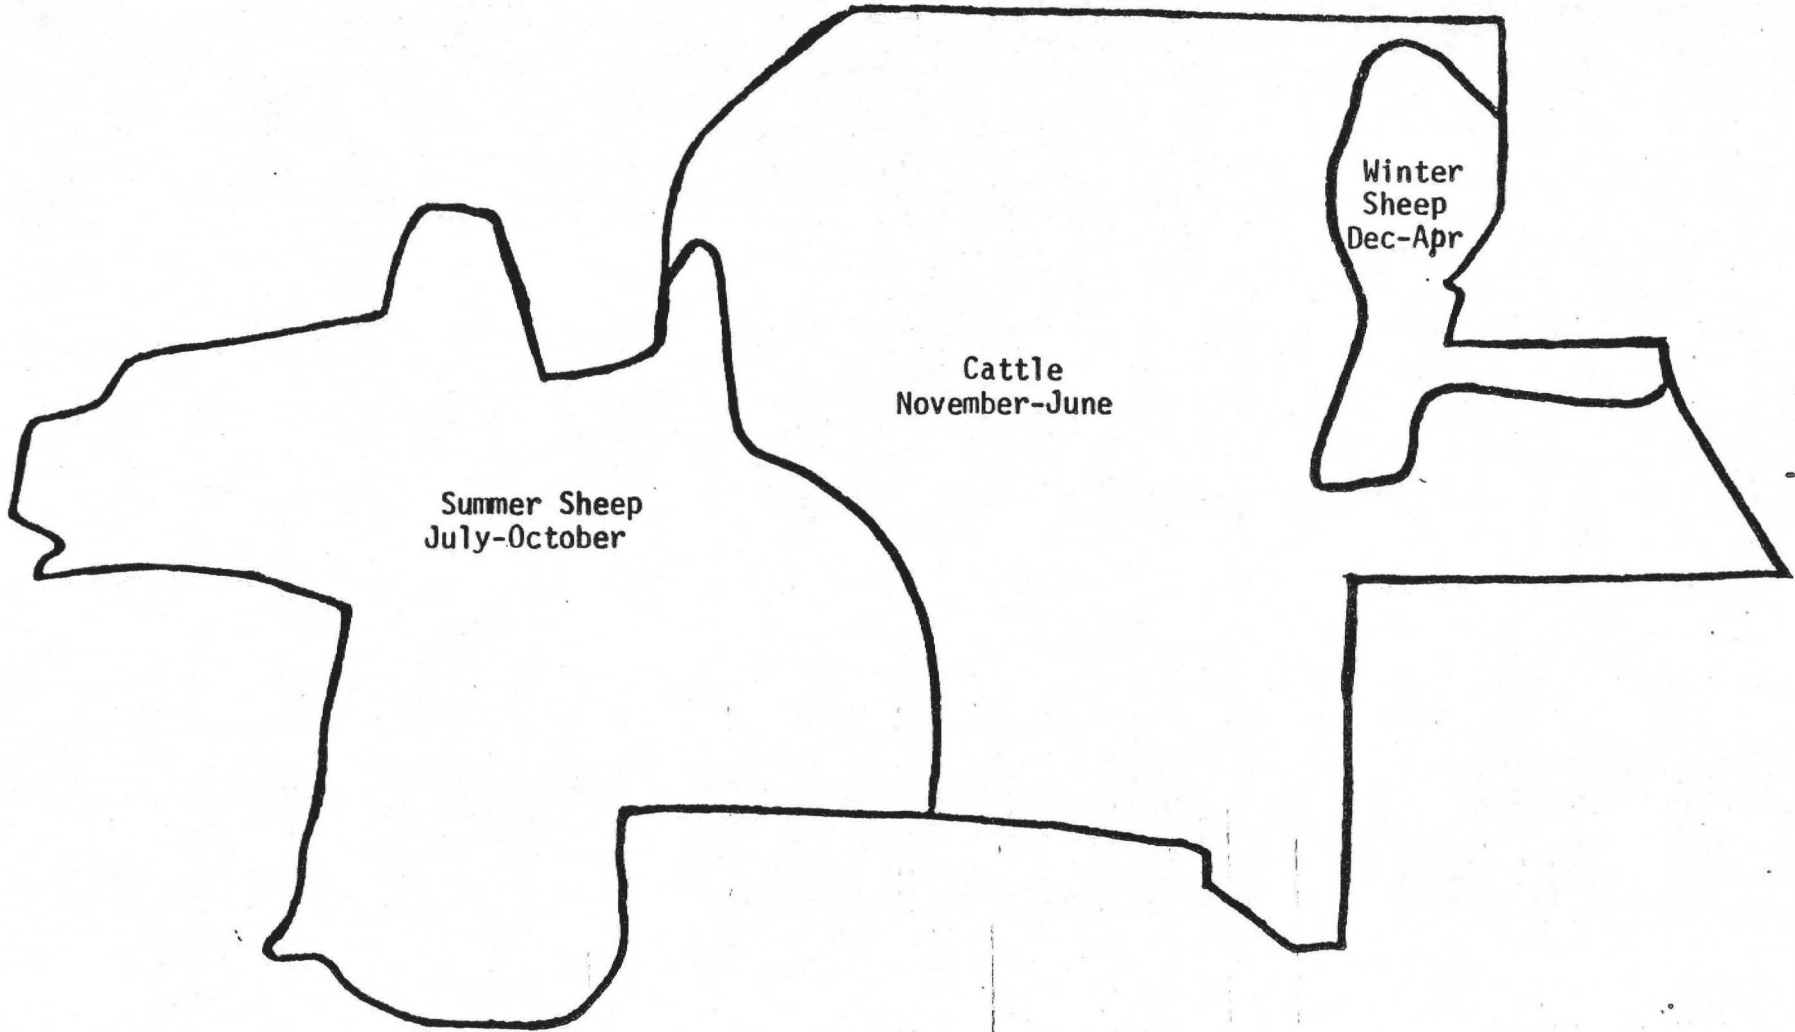 Winter
Sheep
Dec-Apr
Cattle
November-June
Summer Sheep
July-October